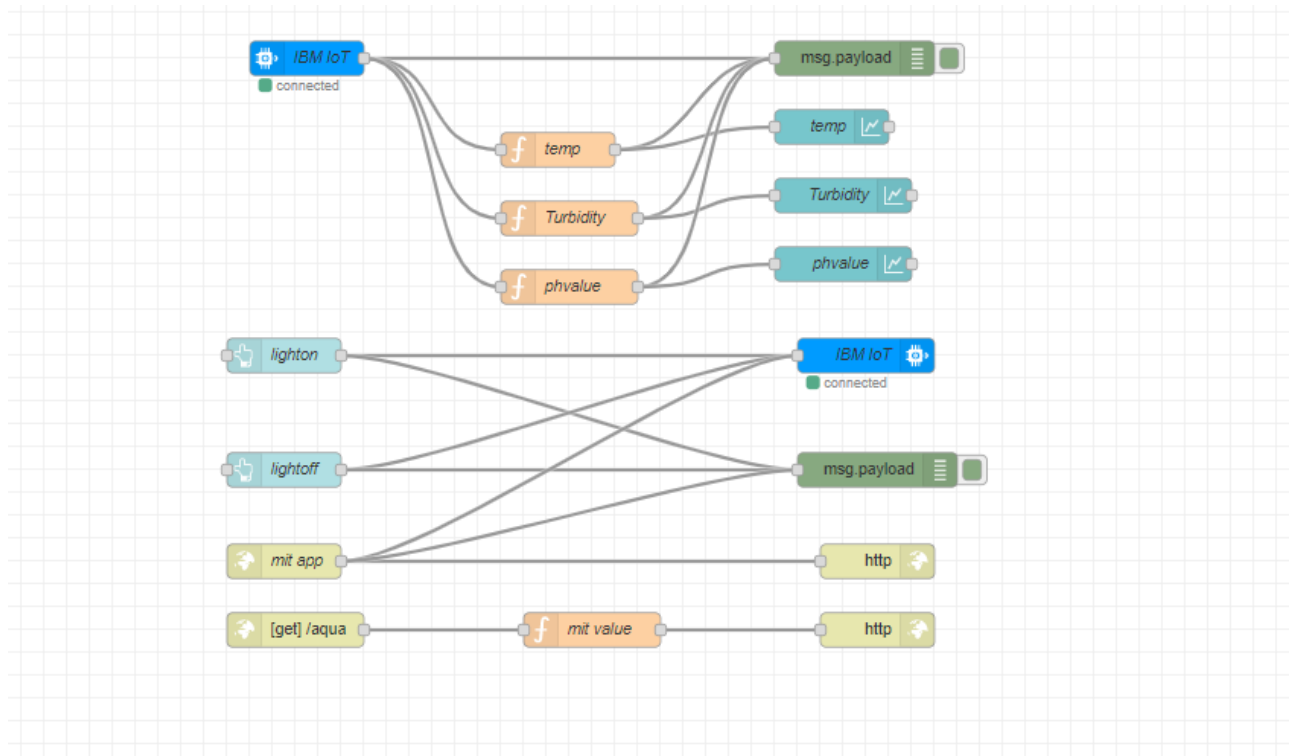 IBM IoT
msg.payload
connected
temp
temp
Turbidity
Turbidity
phvalue
phvalue
lighton
IBM IoT
connected
lightoff
msg.payload
mit app
http
[get] /aqua
mit value
http